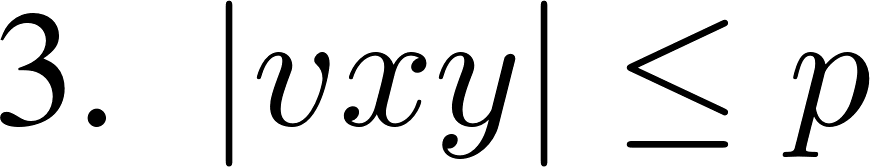 3. |vxy| ≤ p